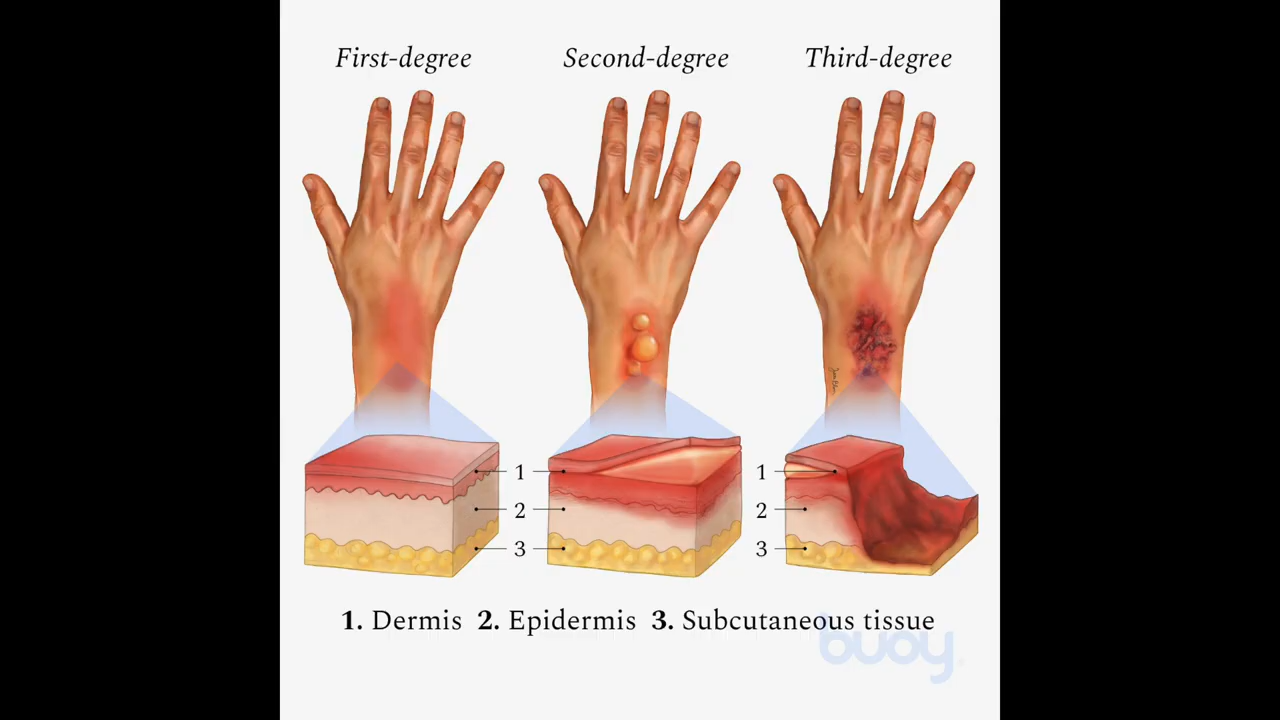 First-degree Second-degree Third-degree
1 1
2 2
3 3
1. Dermis 2. Epidermis 3. Subcutaneous tissue
buoy